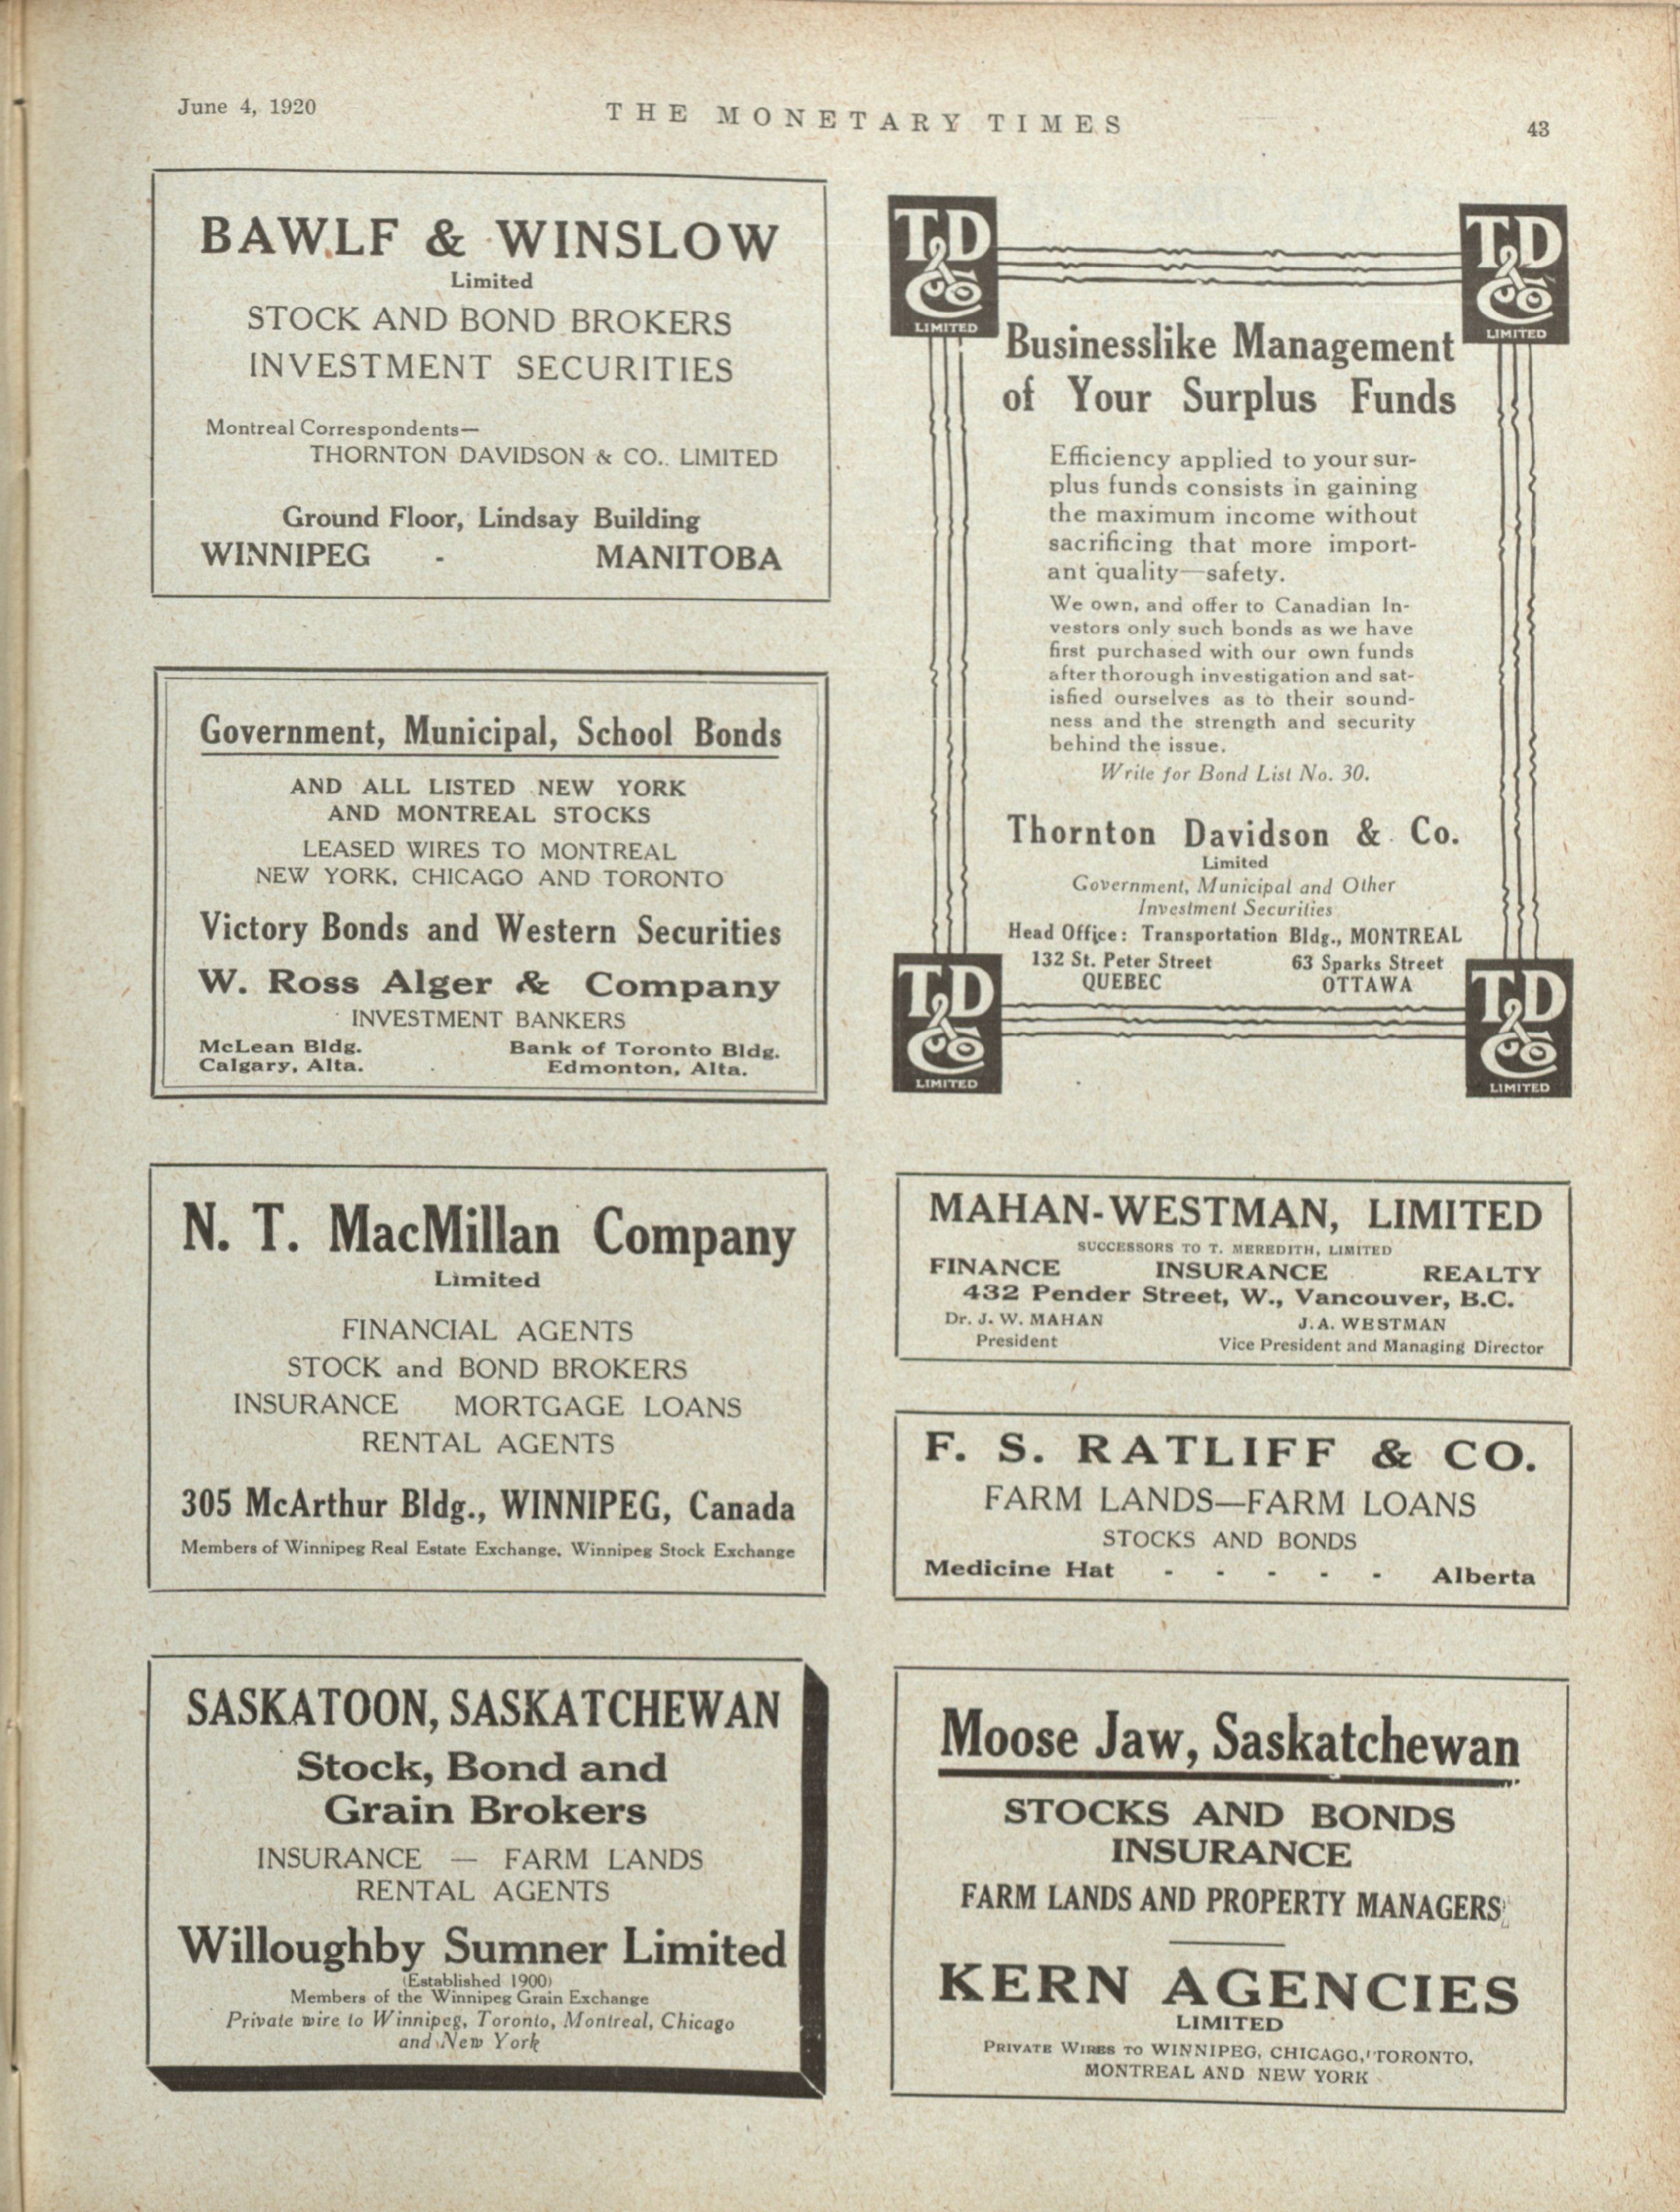 June 4, 1920
THE MONETARY TIMES
43
BAWLF & WINSLOW
Limited
STOCK AND BOND BROKERS
INVESTMENT SECURITIES
Montreal Correspondents—
THORNTON DAVIDSON & CO., LIMITED
Ground Floor, Lindsay Building
WINNIPEG - MANITOBA
Government, Municipal, School Bonds
AND ALL LISTED NEW YORK
AND MONTREAL STOCKS
LEASED WIRES TO MONTREAL
NEW YORK, CHICAGO AND TORONTO
Victory Bonds and Western Securities
W. Ross Alger & Company
INVESTMENT BANKERS
McLean Bldg. Bank of Toronto Bldg.
Calgary, Alta. Edmonton, Alta.
N. T. MacMillan Company
Limited
FINANCIAL AGENTS
STOCK and BOND BROKERS
INSURANCE MORTGAGE LOANS
RENTAL AGENTS
305 McArthur Bldg., WINNIPEG, Canada
Members of Winnipeg Real Estate Exchange, Winnipeg Stock Exchange
SASKATOON, SASKATCHEWAN
Stock, Bond and
Grain Brokers
INSURANCE — FARM LANDS
RENTAL AGENTS
Willoughby Sumner Limited
(Established 1900)
Members of the Winnipeg Grain Exchange
Private wire to Winnipeg, Toronto, Montreal, Chicago
and New York
TD & Co LIMITED
TD & Co LIMITED
Businesslike Management
of Your Surplus Funds
Efficiency applied to your sur-
plus funds consists in gaining
the maximum income without
sacrificing that more import-
ant quality—safety.
We own, and offer to Canadian In-
vestors only such bonds as we have
first purchased with our own funds
after thorough investigation and sat-
isfied ourselves as to their sound-
ness and the strength and security
behind the issue.
Write for Bond List No. 30.
Thornton Davidson & Co.
Limited
Government, Municipal and Other
Investment Securities
Head Office: Transportation Bldg., MONTREAL
132 St. Peter Street 63 Sparks Street
QUEBEC OTTAWA
TD & Co LIMITED
TD & Co LIMITED
MAHAN-WESTMAN, LIMITED
SUCCESSORS TO T. MEREDITH, LIMITED
FINANCE INSURANCE REALTY
432 Pender Street, W., Vancouver, B.C.
Dr. J. W. MAHAN J. A. WESTMAN
President Vice President and Managing Director
F. S. RATLIFF & CO.
FARM LANDS—FARM LOANS
STOCKS AND BONDS
Medicine Hat - - - - - Alberta
Moose Jaw, Saskatchewan
STOCKS AND BONDS
INSURANCE
FARM LANDS AND PROPERTY MANAGERS
KERN AGENCIES
LIMITED
PRIVATE WIRES TO WINNIPEG, CHICAGO, TORONTO,
MONTREAL AND NEW YORK